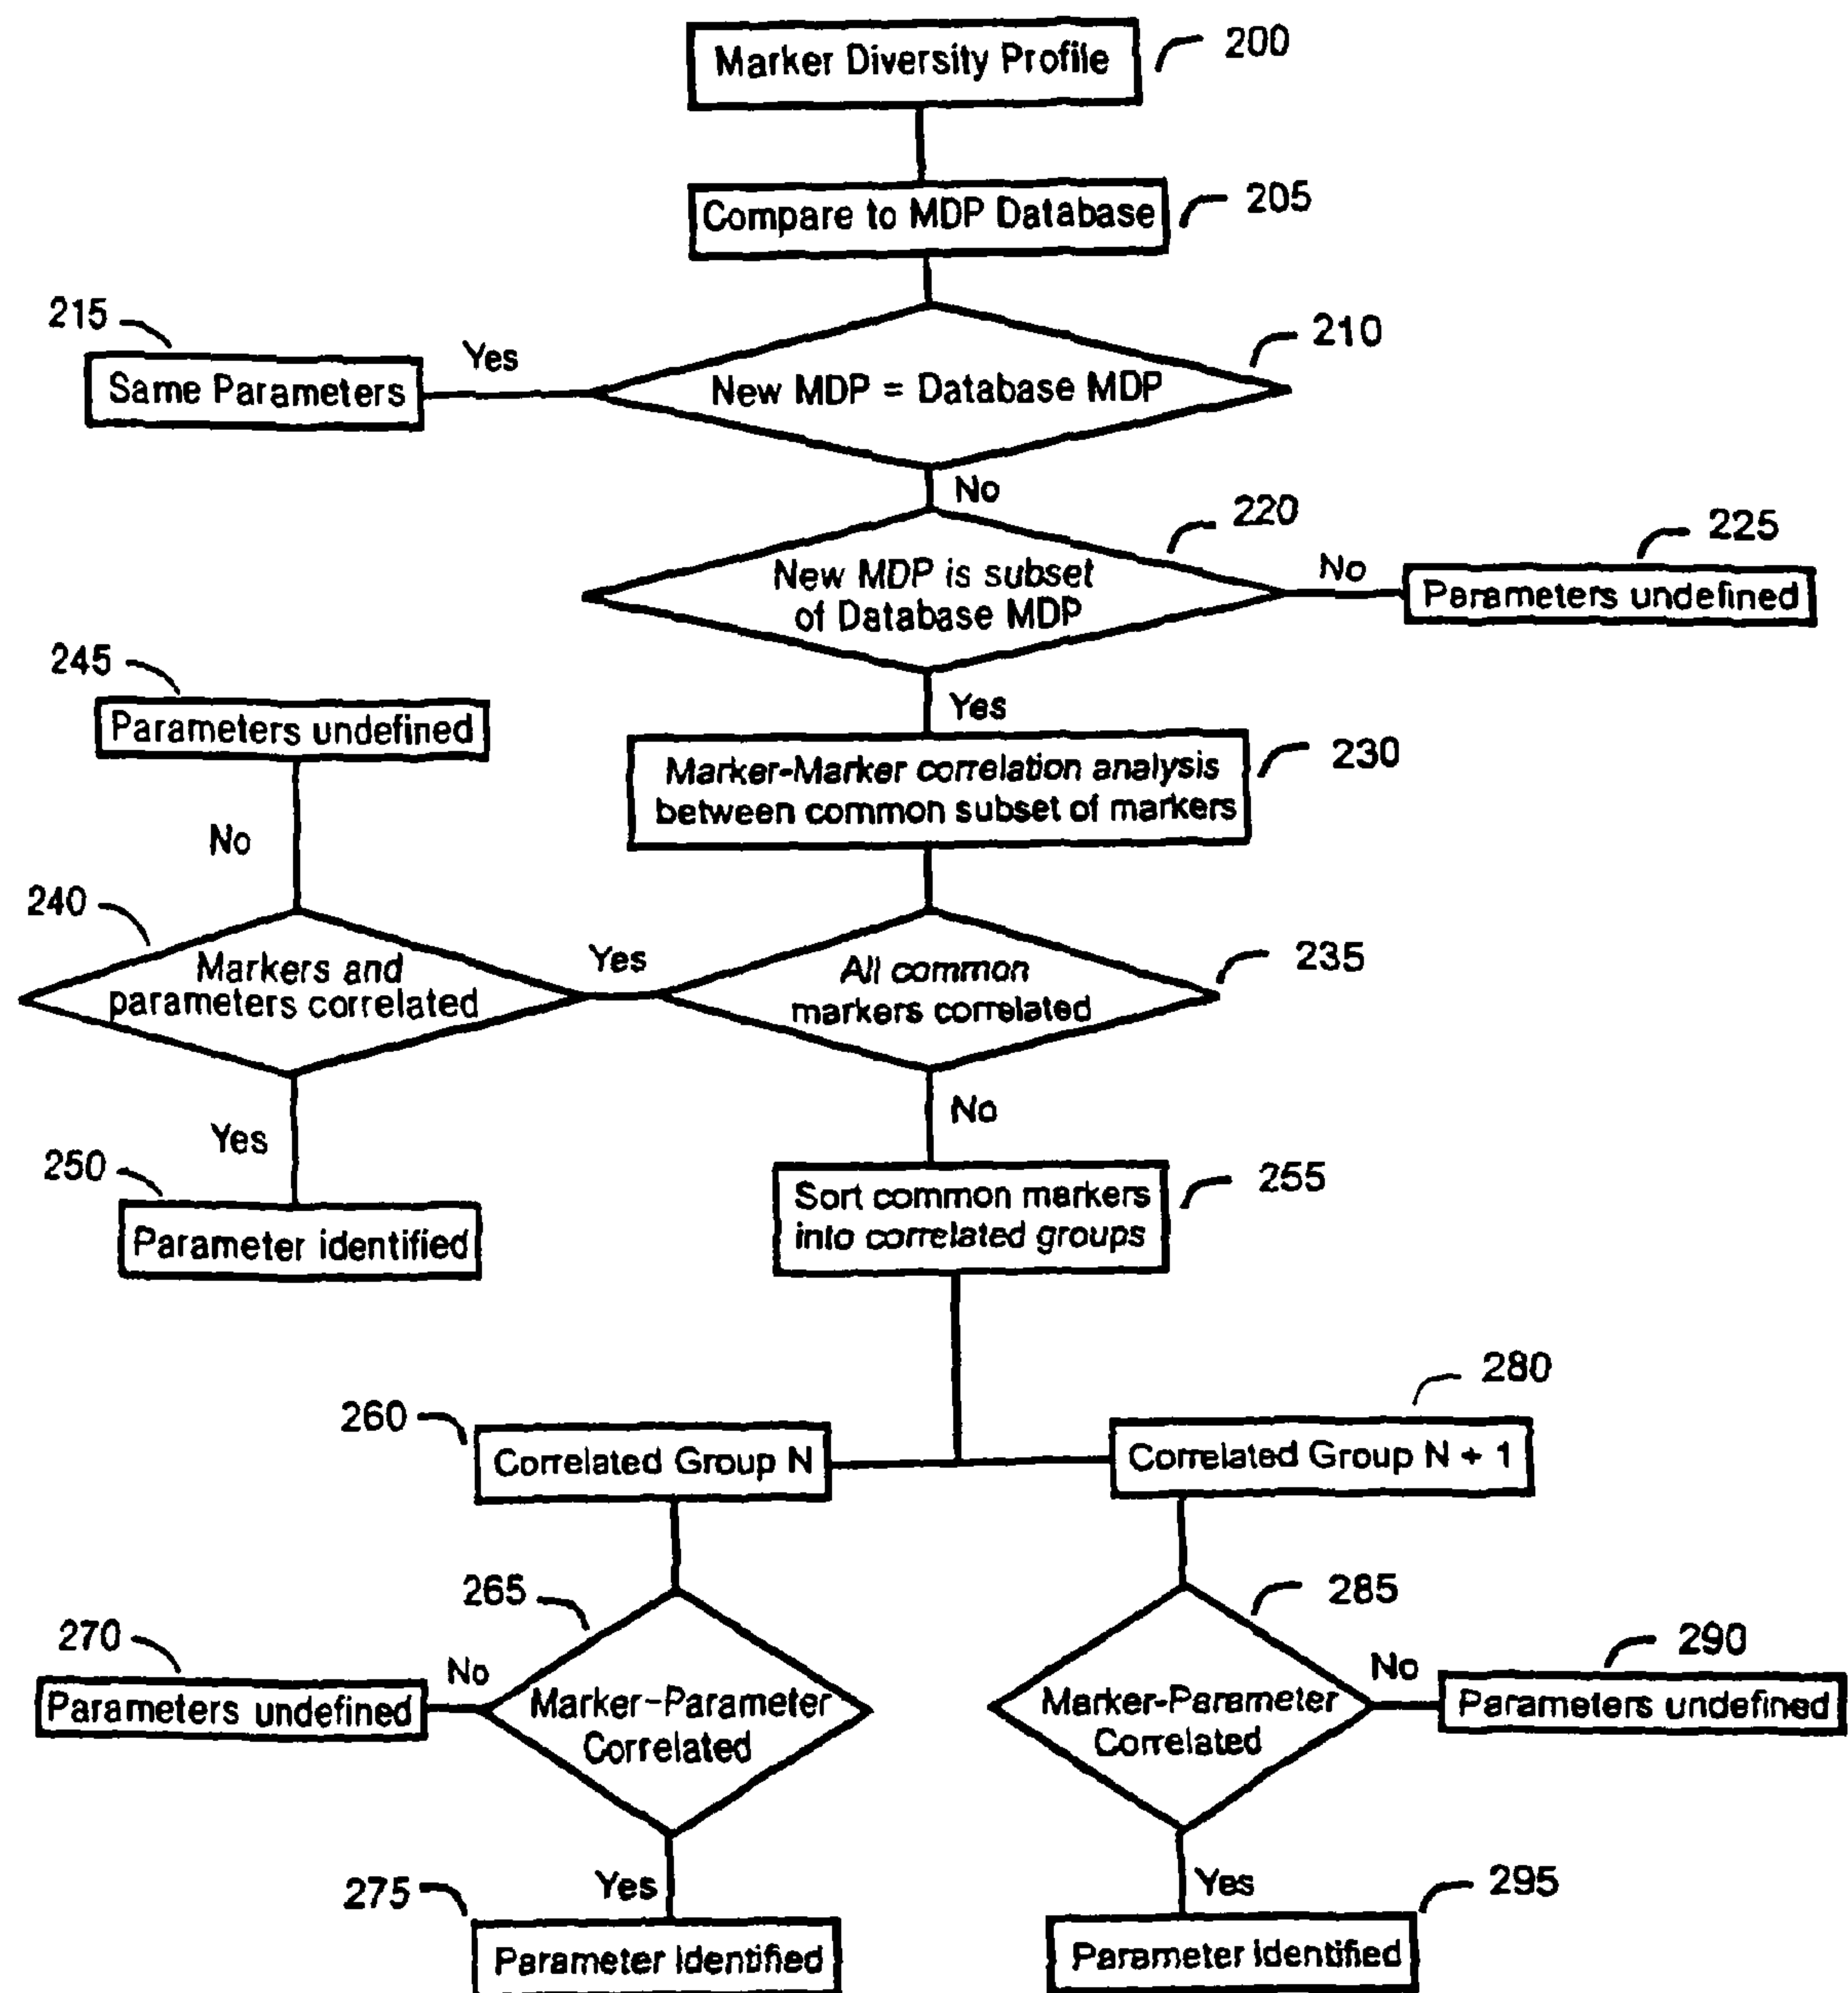 Marker Diversity Profile
200
Compare to MDP Database
205
215
Same Parameters
Yes
New MDP = Database MDP
210
No
220
New MDP is subset
of Database MDP
No
225
Parameters undefined
245
Parameters undefined
Yes
Marker-Marker correlation analysis
between common subset of markers
230
No
240
Markers and
parameters correlated
Yes
All common
markers correlated
235
Yes
No
250
Parameter identified
Sort common markers
into correlated groups
255
260
Correlated Group N
280
Correlated Group N + 1
265
285
270
Parameters undefined
No
Marker-Parameter
Correlated
Marker-Parameter
Correlated
No
290
Parameters undefined
275
Yes
Parameter identified
Yes
295
Parameter identified